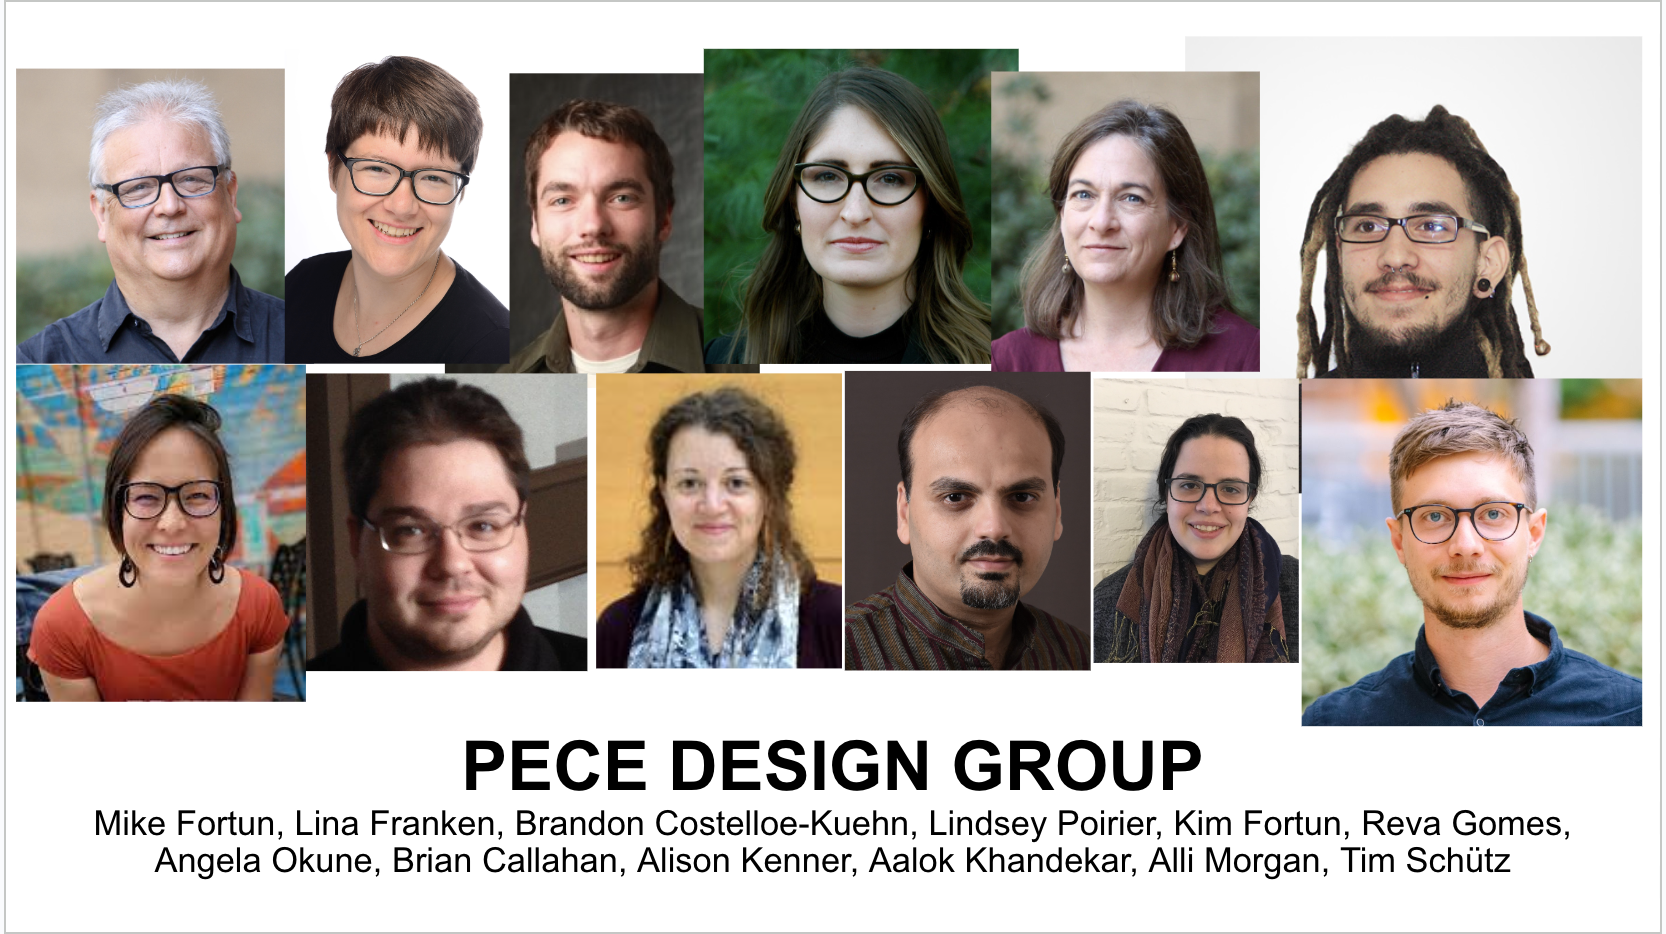 PECE DESIGN GROUP
Mike Fortun, Lina Franken, Brandon Costelloe-Kuehn, Lindsey Poirier, Kim Fortun, Reva Gomes,
Angela Okune, Brian Callahan, Alison Kenner, Aalok Khandekar, Alli Morgan, Tim Schütz